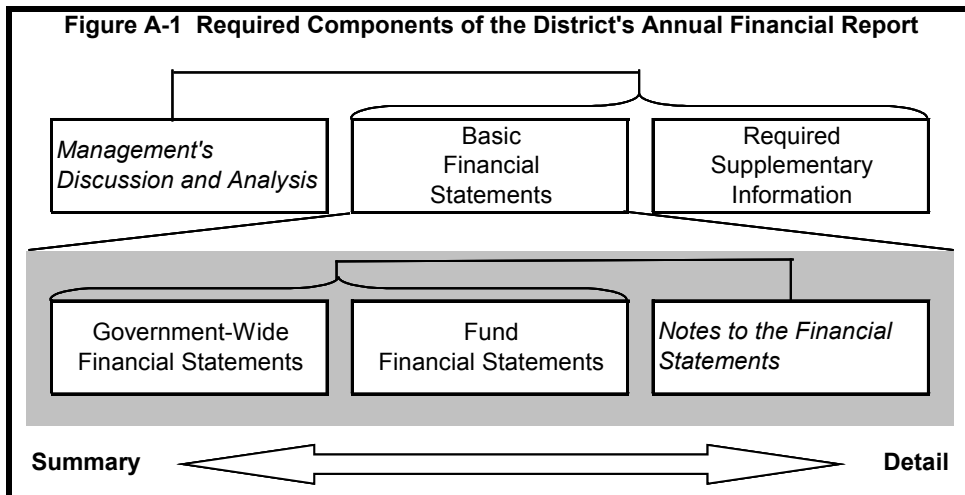 Figure A-1 Required Components of the District's Annual Financial Report
Management's
Discussion and Analysis
Basic
Financial
Statements
Required
Supplementary
Information
Government-Wide
Financial Statements
Fund
Financial Statements
Notes to the Financial
Statements
Summary
Detail